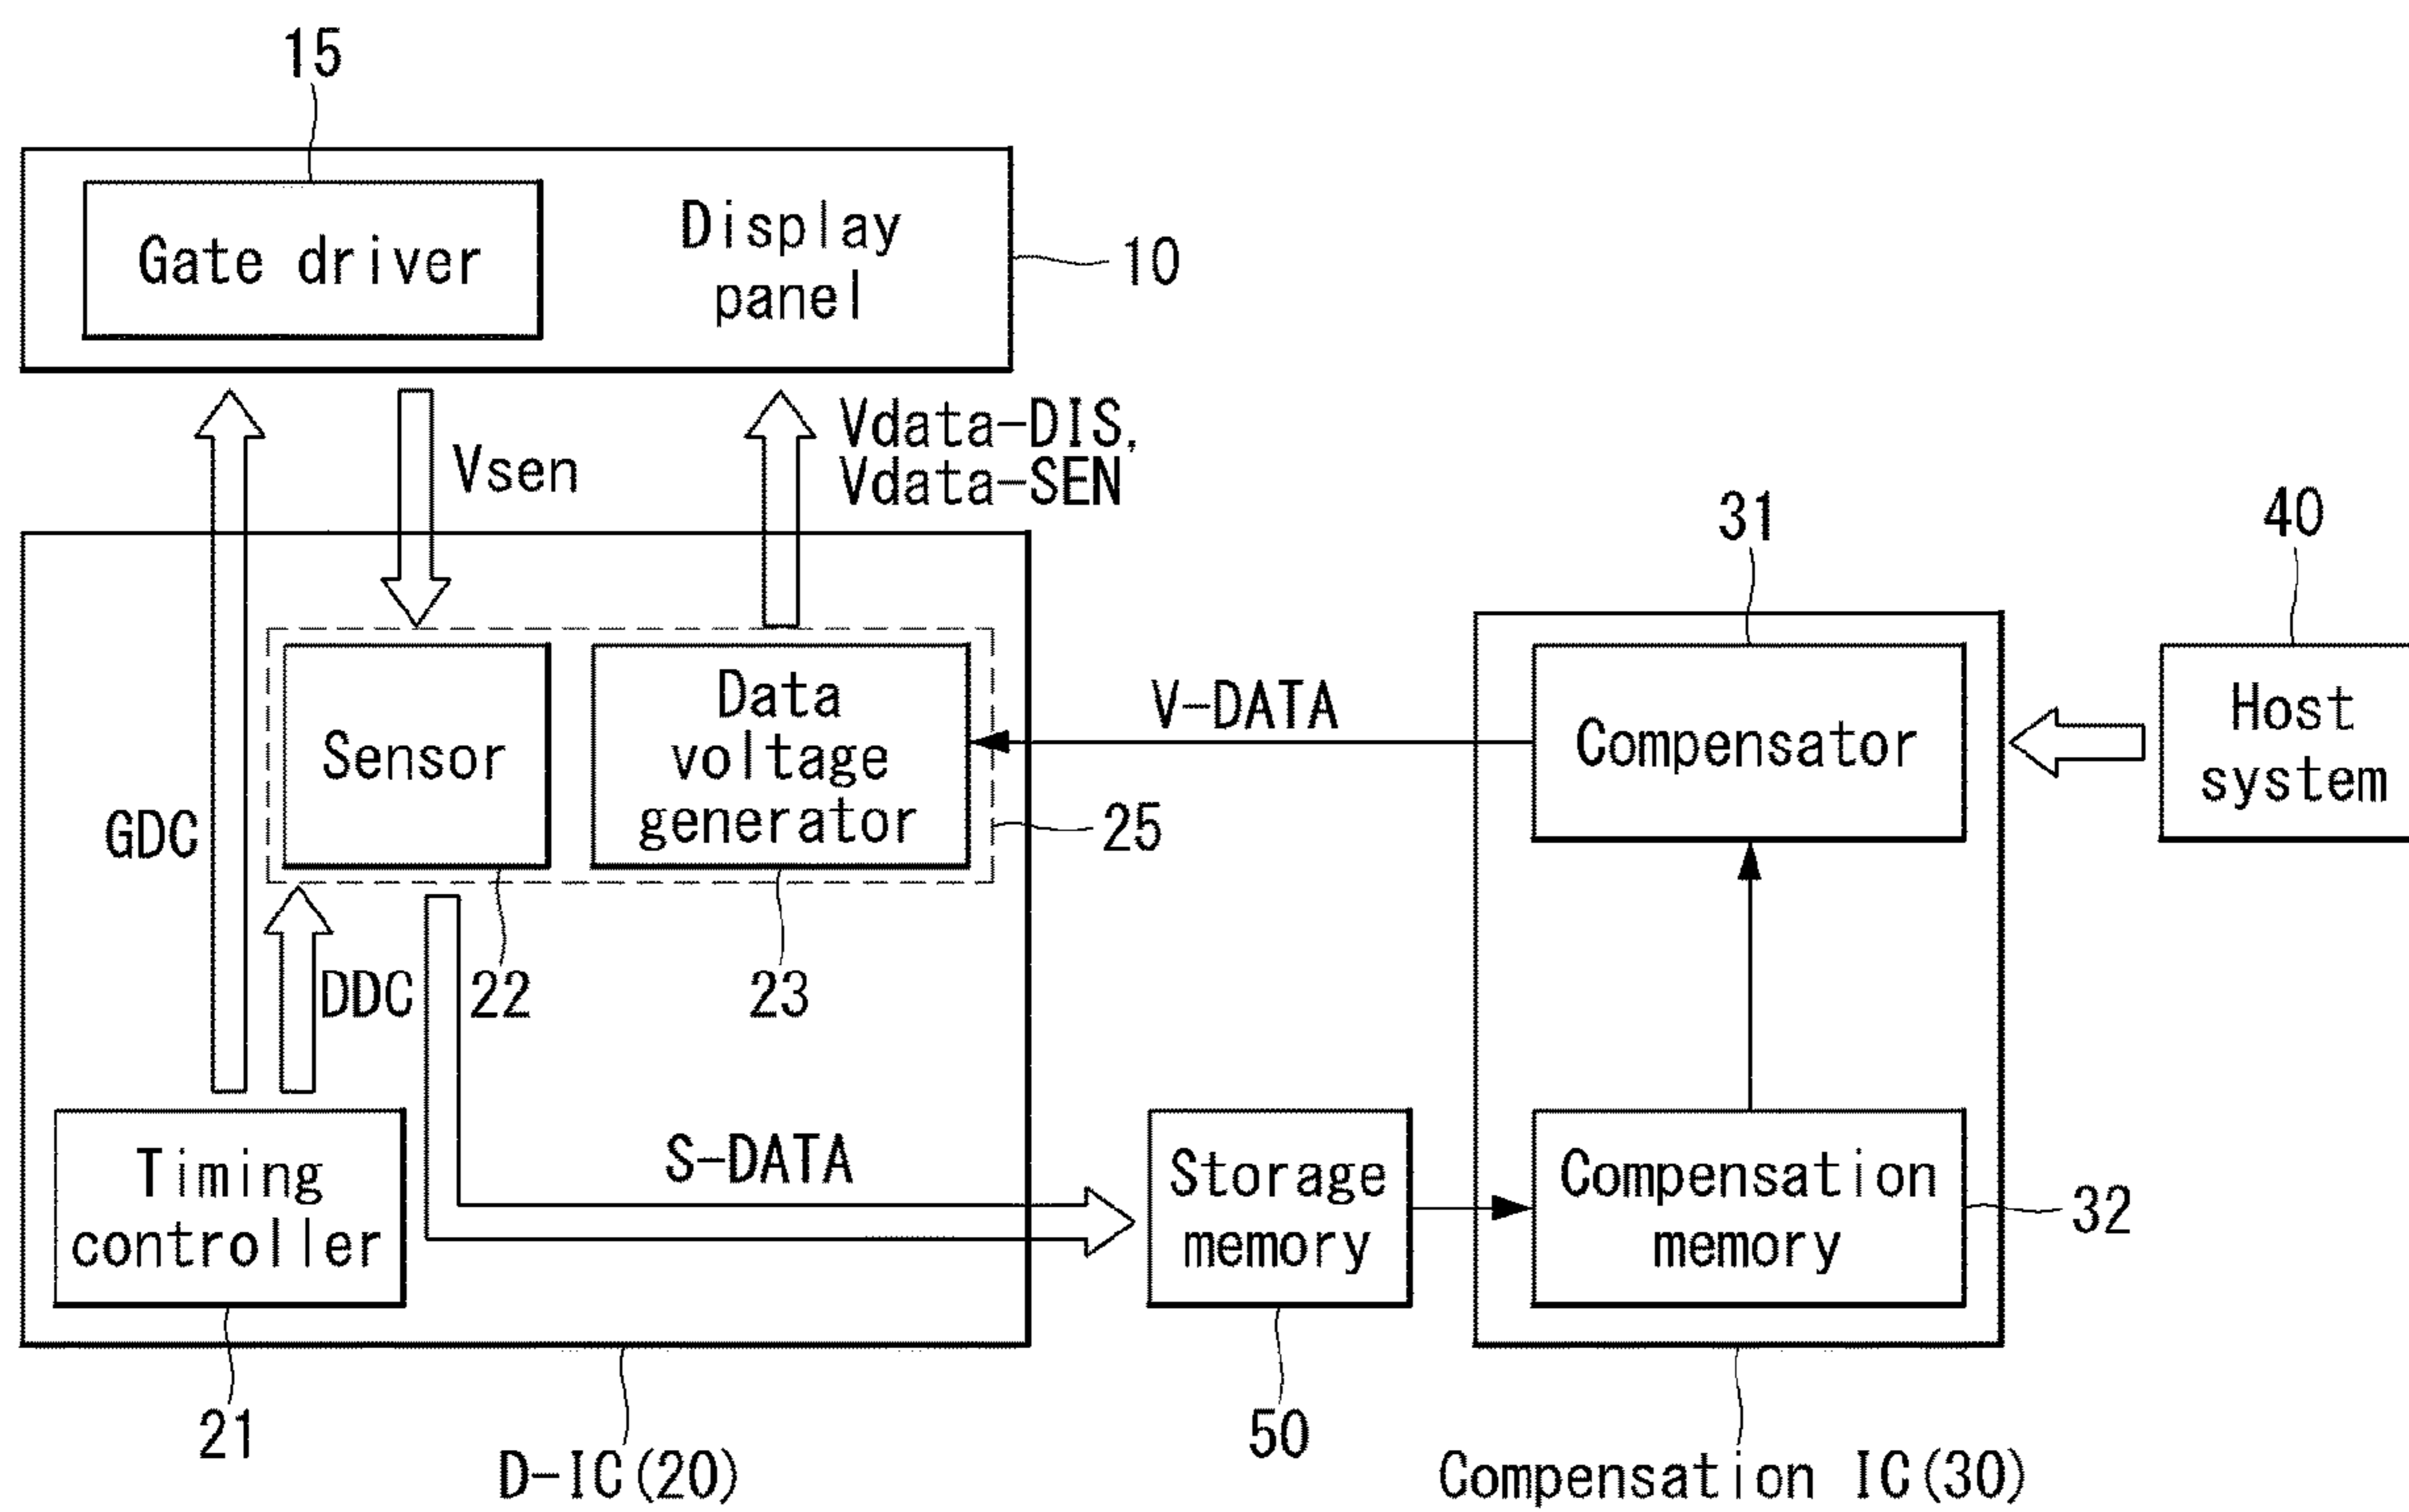 15
Gate driver
Display
panel
10
Vsen
Vdata-DIS,
Vdata-SEN
31
40
Sensor
Data
voltage
generator
V-DATA
Compensator
Host
system
GDC
25
DDC
22
23
Timing
controller
S-DATA
Storage
memory
Compensation
memory
32
21
50
D-IC(20)
Compensation IC(30)